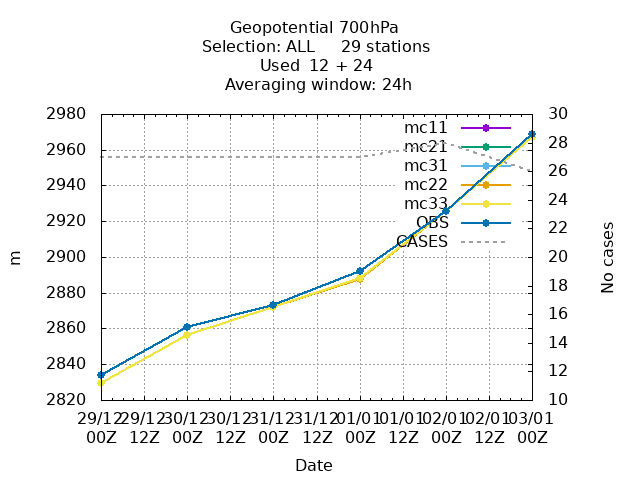 Geopotential 700hPa
Selection: ALL     29 stations
Used  12 + 24
Averaging window: 24h
2980
2960
2940
2920
2900
2880
2860
2840
2820
m
30
28
26
24
22
20
18
16
14
12
10
No cases
mc11
mc21
mc31
mc22
mc33
OBS
CASES
29/12 29/12 30/12 30/12 31/12 31/12 01/01 01/01 02/01 02/01 03/01
00Z 12Z 00Z 12Z 00Z 12Z 00Z 12Z 00Z 12Z 00Z
Date